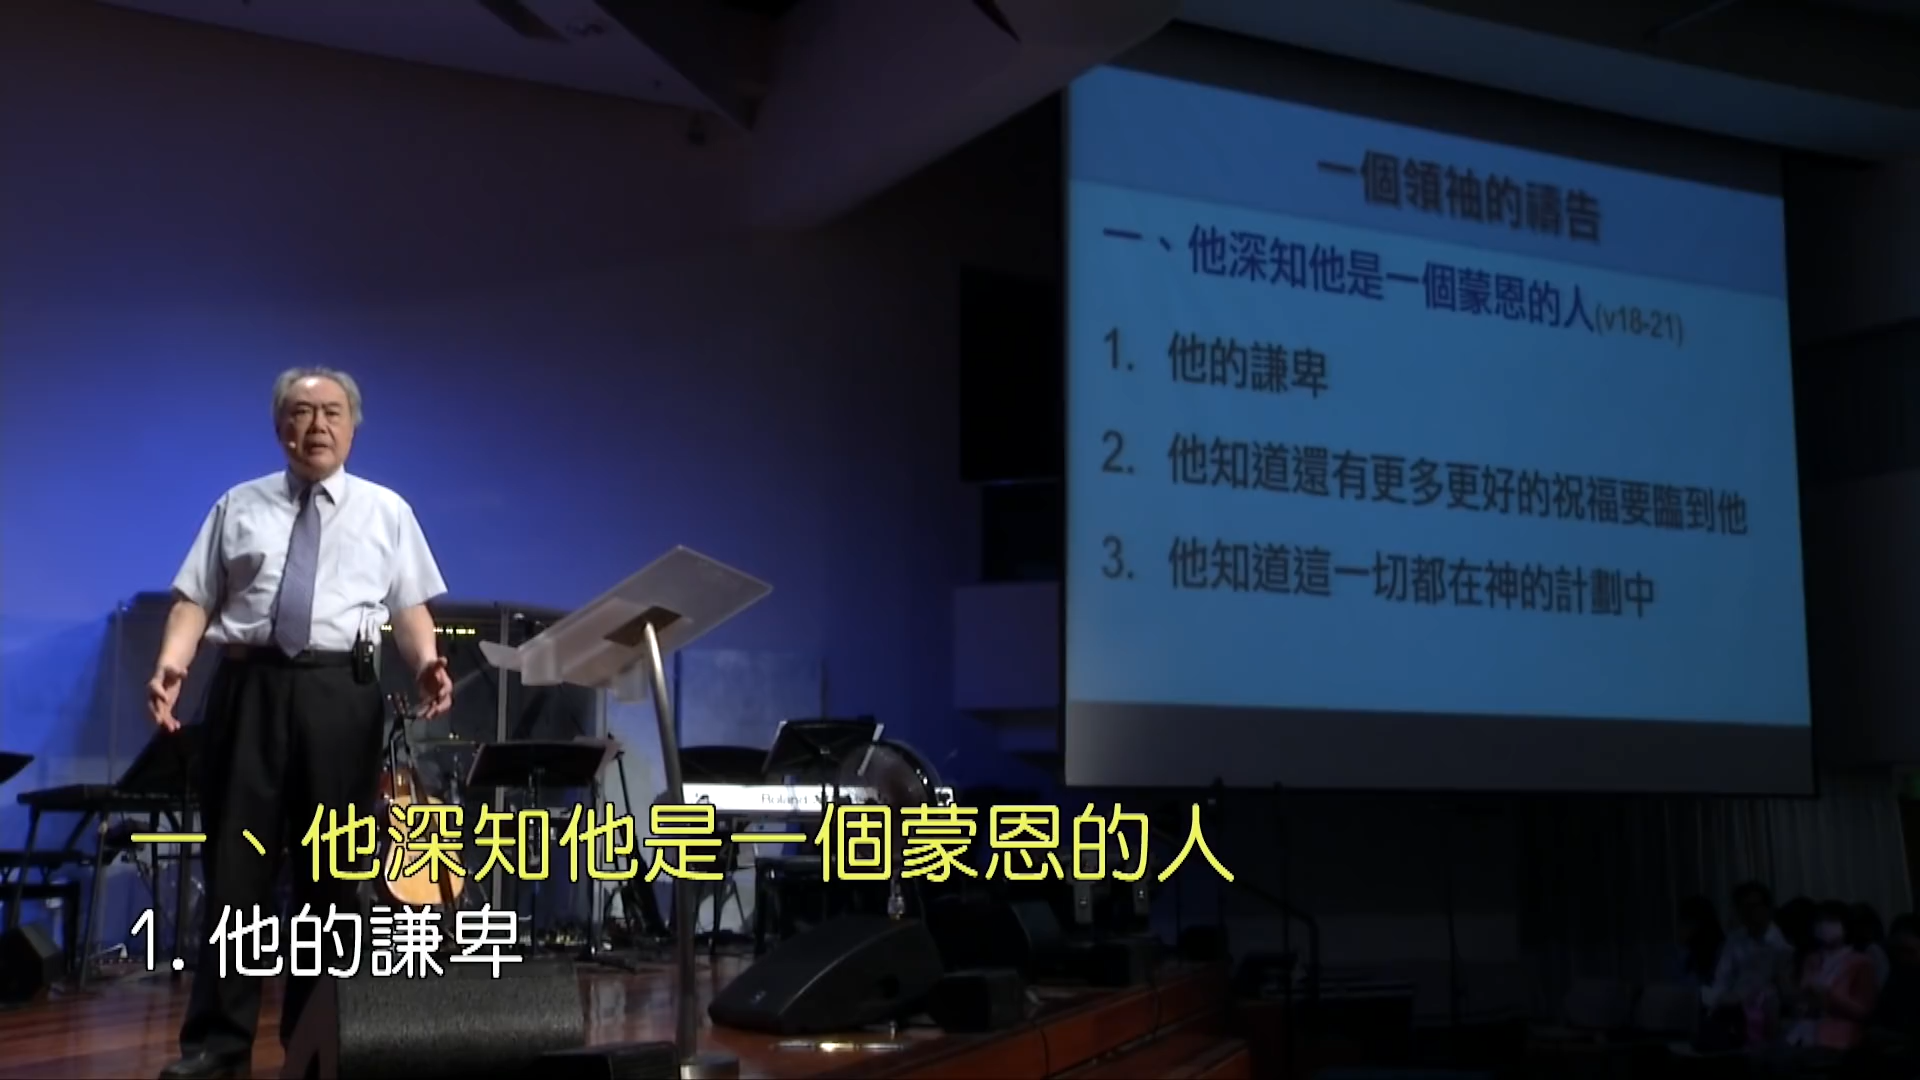 一個領袖的禱告
一、他深知他是一個蒙恩的人(v18-21)
1. 他的謙卑
2. 他知道還有更多更好的祝福要臨到他
3. 他知道這一切都在神的計劃中
Roland
一、他深知他是一個蒙恩的人
1. 他的謙卑